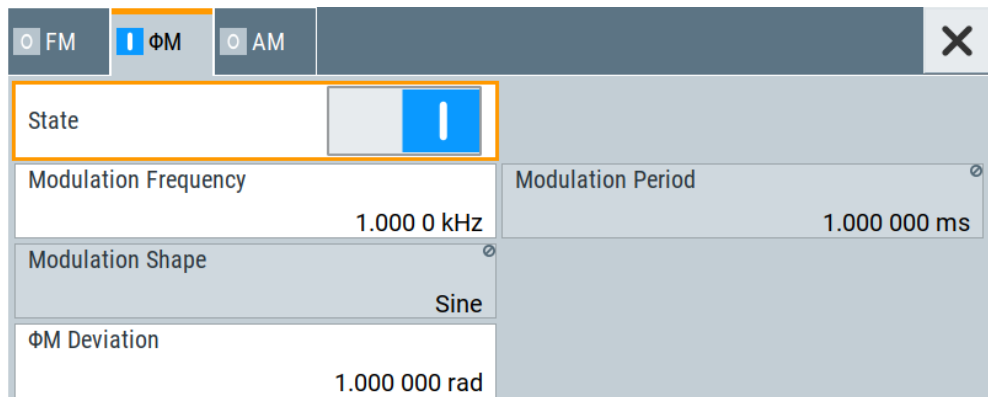 O FM I ΦM O AM
State
Modulation Frequency
1.000 0 kHz
Modulation Period
1.000 000 ms
Modulation Shape
Sine
ΦM Deviation
1.000 000 rad